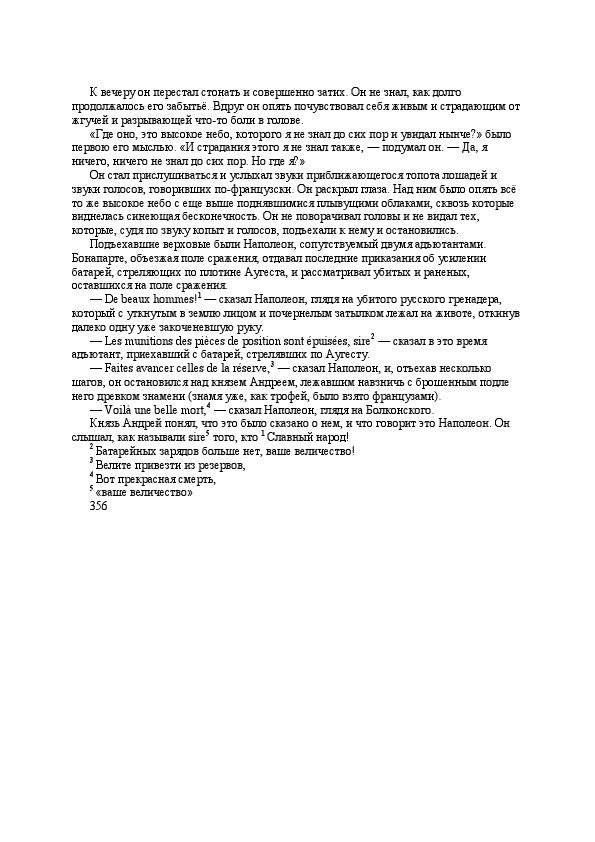 К вечеру он перестал стонать и совершенно затих. Он не знал, как долго
продолжалось его забытьё. Вдруг он опять почувствовал себя живым и страдающим от
жгучей и разрывающей что-то боли в голове.
«Где оно, это высокое небо, которого я не знал до сих пор и увидал нынче?» было
первою его мыслью. «И страдания этого я не знал также, — подумал он. — Да, я
ничего, ничего не знал до сих пор. Но где я?»
Он стал прислушиваться и услыхал звуки приближающегося топота лошадей и
звуки голосов, говоривших по-французски. Он раскрыл глаза. Над ним было опять всё
то же высокое небо с еще выше поднявшимися плывущими облаками, сквозь которые
виднелась синеющая бесконечность. Он не поворачивал головы и не видал тех,
которые, судя по звуку копыт и голосов, подъехали к нему и остановились.
Подъехавшие верховые были Наполеон, сопутствуемый двумя адъютантами.
Бонапарте, объезжая поле сражения, отдавал последние приказания об усилении
батарей, стреляющих по плотине Аугеста, и рассматривал убитых и раненых,
оставшихся на поле сражения.
— De beaux hommes!1 — сказал Наполеон, глядя на убитого русского гренадера,
который с уткнутым в землю лицом и почернелым затылком лежал на животе, откинув
далеко одну уже закоченевшую руку.
— Les munitions des pièces de position sont épuisées, sire2 — сказал в это время
адъютант, приехавший с батарей, стрелявших по Аугесту.
— Faites avancer celles de la réserve,3 — сказал Наполеон, и, отъехав несколько
шагов, он остановился над князем Андреем, лежавшим навзничь с брошенным подле
него древком знамени (знамя уже, как трофей, было взято французами).
— Voilà une belle mort,4 — сказал Наполеон, глядя на Болконского.
Князь Андрей понял, что это было сказано о нем, и что говорит это Наполеон. Он
слышал, как называли sire5 того, кто 1 Славный народ!
2 Батарейных зарядов больше нет, ваше величество!
3 Велите привезти из резервов,
4 Вот прекрасная смерть,
5 «ваше величество»
356